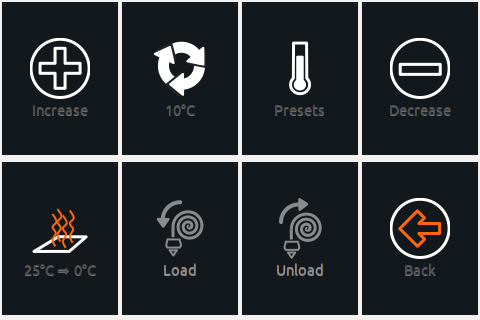 Increase
10°C
Presets
Decrease
25°C ⇒ 0°C
Load
Unload
Back